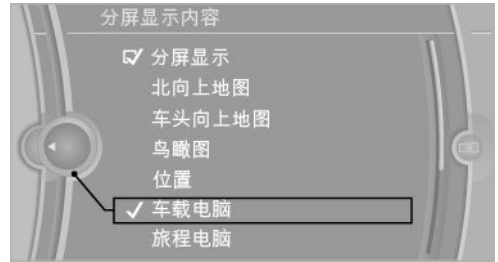 分屏显示内容
分屏显示
北向上地图
车头向上地图
鸟瞰图
位置
车载电脑
旅程电脑